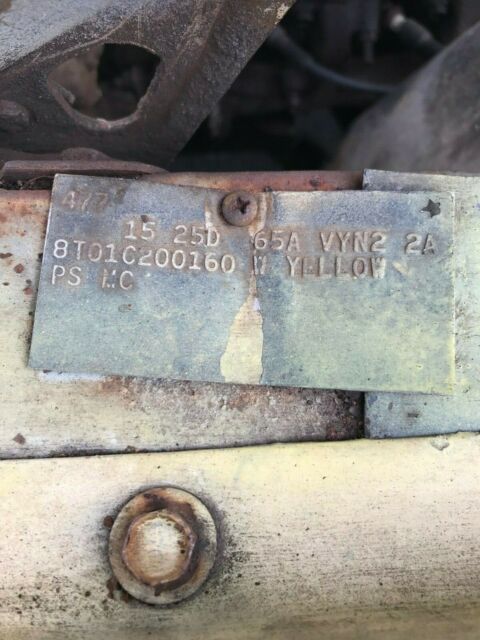 477
15 25D 65A VYN2 2A
8T01C200160 W YELLOW
PS MC